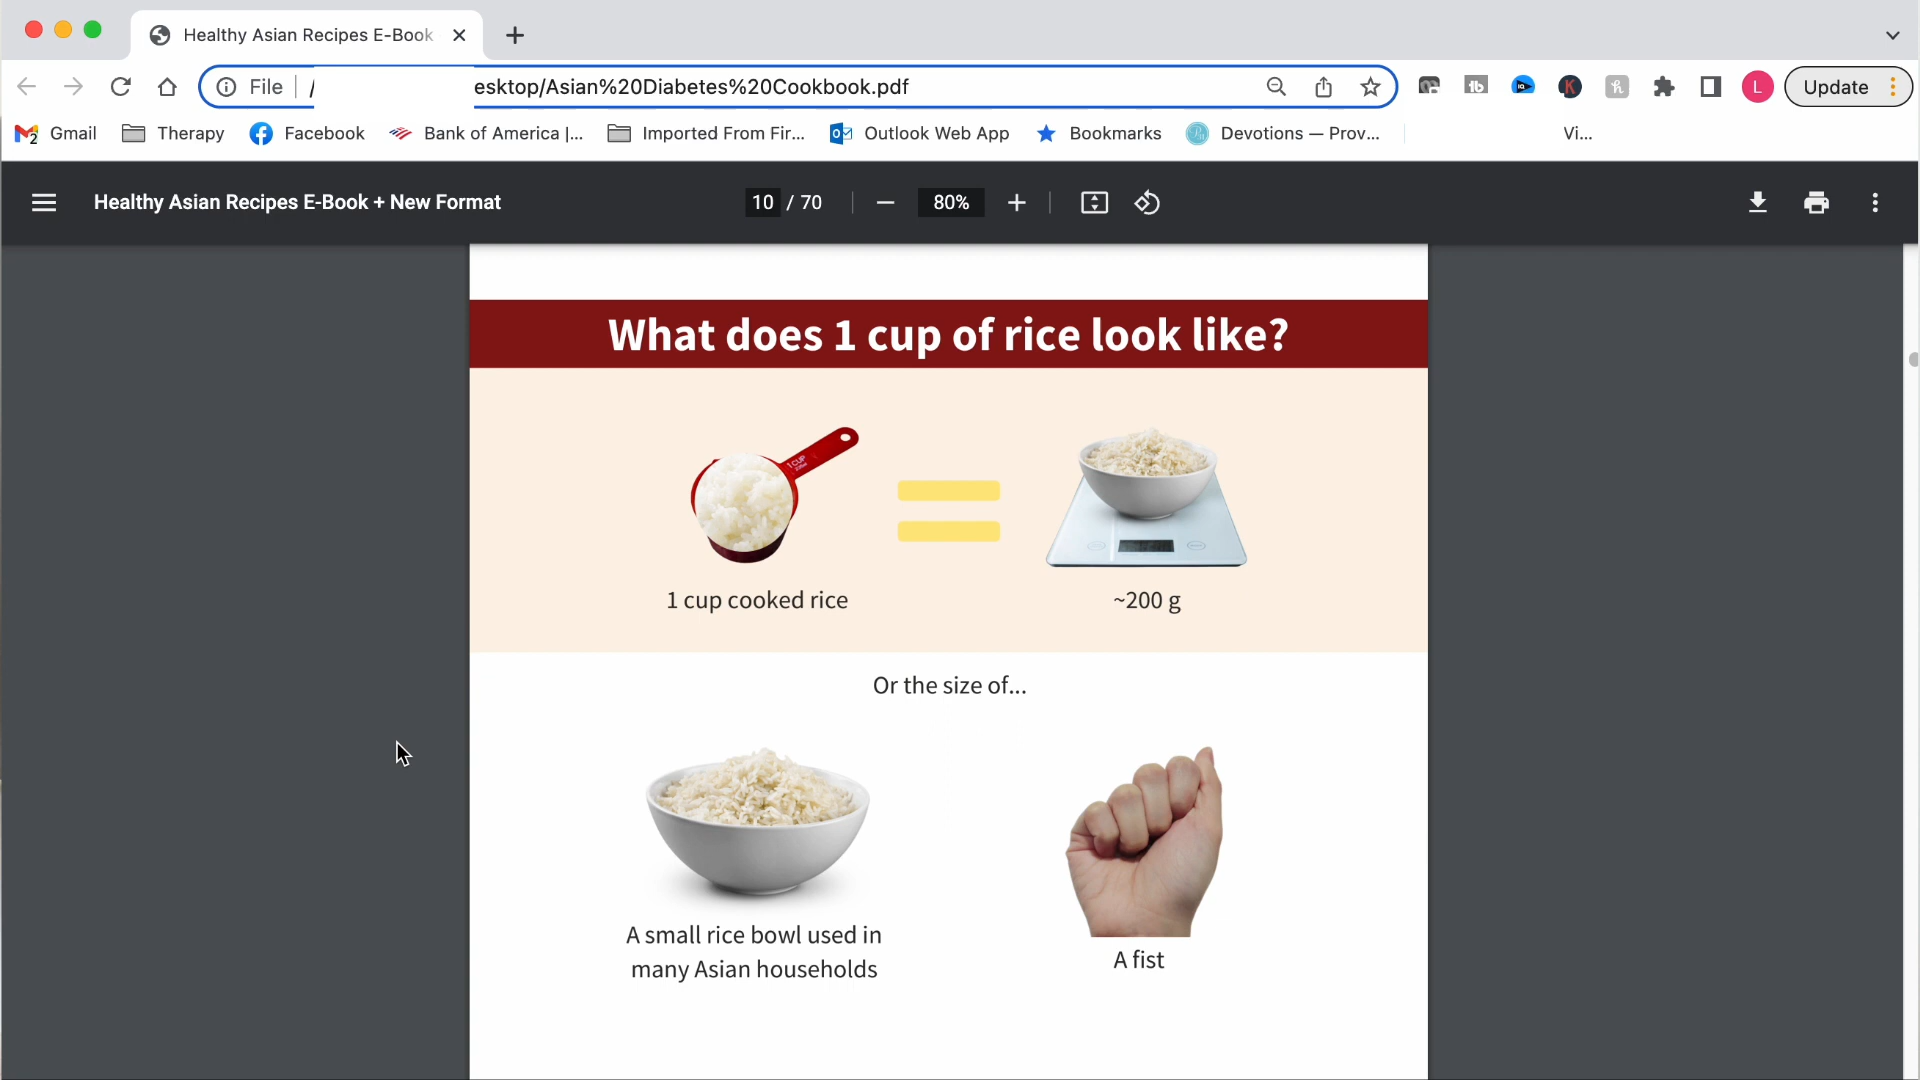 Healthy Asian Recipes E-Book
File
/
esktop/Asian%20Diabetes%20Cookbook.pdf
L
Update
2
Gmail
Therapy
Facebook
Bank of America |...
Imported From Fir...
Outlook Web App
Bookmarks
Devotions — Prov...
Vi...
Healthy Asian Recipes E-Book + New Format
10 / 70
80%
What does 1 cup of rice look like?
1 CUP
1 cup cooked rice
~200 g
Or the size of...
A small rice bowl used in
many Asian households
A fist